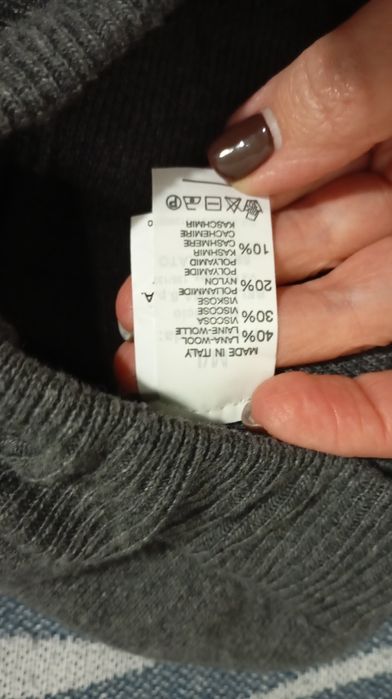 MADE IN ITALY
40% LANA-WOOL
LAINE-WOLLE
30% VISCOSA
VISCOSE
VISKOSE
20% POLIAMMIDE
NYLON
POLYAMIDE
POLYAMID
10% KASHMIR
CASHMERE
CACHEMIRE
KASCHMIR
A.
P